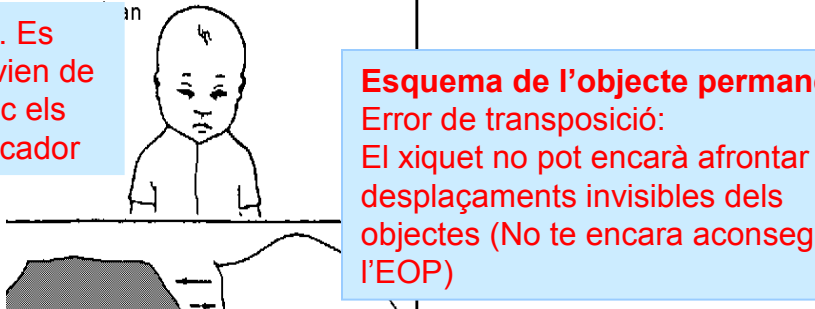 an
. Es
vien de
c els
cador
Esquema de l’objecte perman
Error de transposició:
El xiquet no pot encarà afrontar
desplaçaments invisibles dels
objectes (No te encara aconseg
l’EOP)